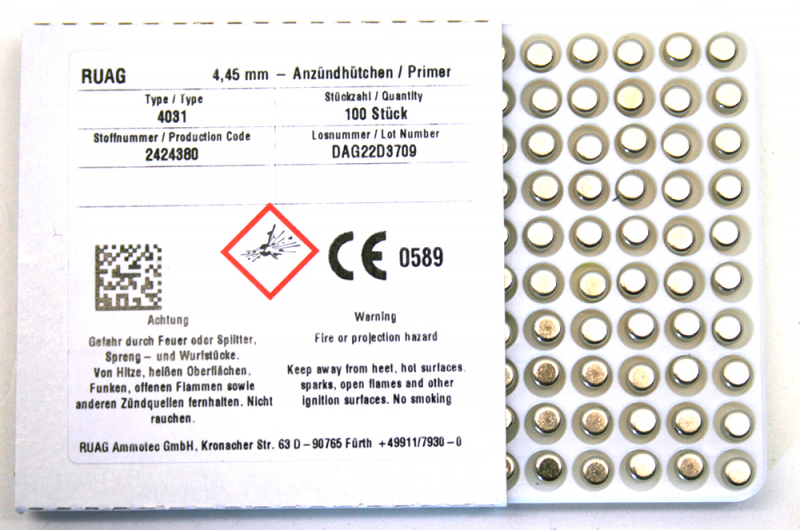 RUAG 4,45 mm – Anzündhütchen / Primer
Type / Type
4031
Stückzahl / Quantity
100 Stück
Stoffnummer / Production Code
2424380
Losnummer / Lot Number
DAG22D3709
CE 0589
Achtung
Gefahr durch Feuer oder Splitter,
Spreng – und Wurfstücke.
Von Hitze, heißen Oberflächen,
Funken, offenen Flammen sowie
anderen Zündquellen fernhalten. Nicht
rauchen.
Warning
Fire or projection hazard
Keep away from heet, hot surfaces.
sparks, open flames and other
ignition surfaces. No smoking
RUAG Ammotec GmbH, Kronacher Str. 63 D – 90765 Fürth +49911/7930 – 0